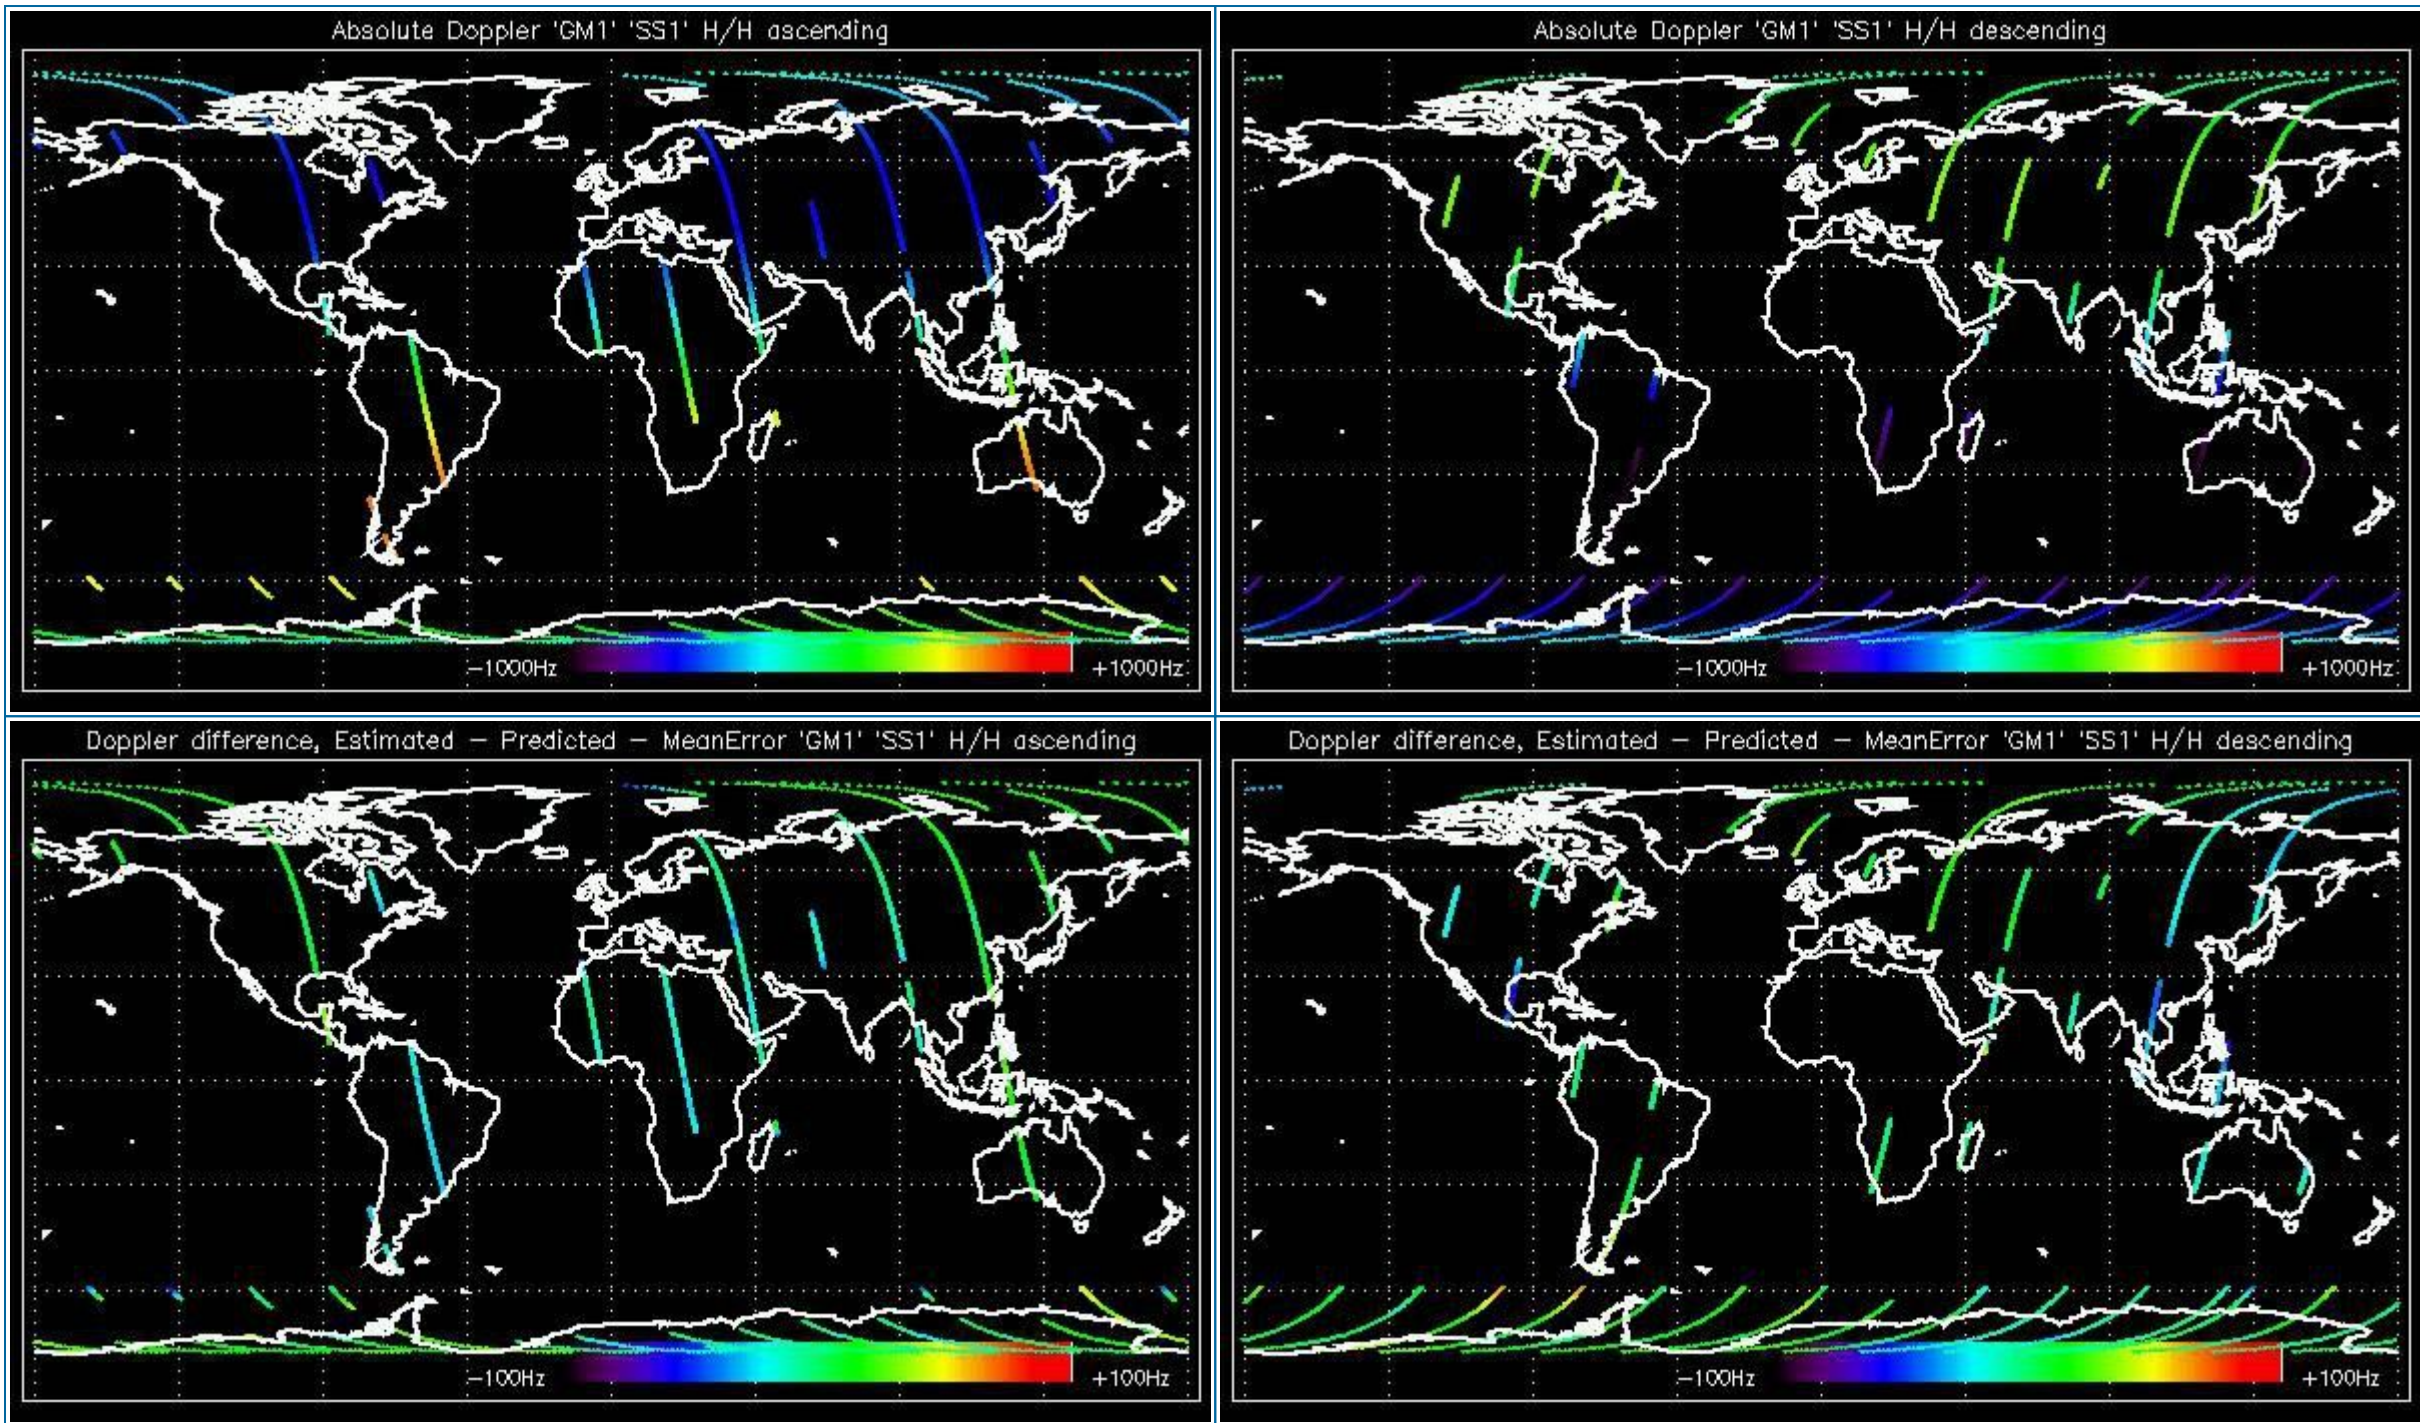 Absolute Doppler 'GM1' 'SS1' H/H ascending
−1000Hz
+1000Hz
Absolute Doppler 'GM1' 'SS1' H/H descending
−1000Hz
+1000Hz
Doppler difference, Estimated − Predicted − MeanError 'GM1' 'SS1' H/H ascending
−100Hz
+100Hz
Doppler difference, Estimated − Predicted − MeanError 'GM1' 'SS1' H/H descending
−100Hz
+100Hz